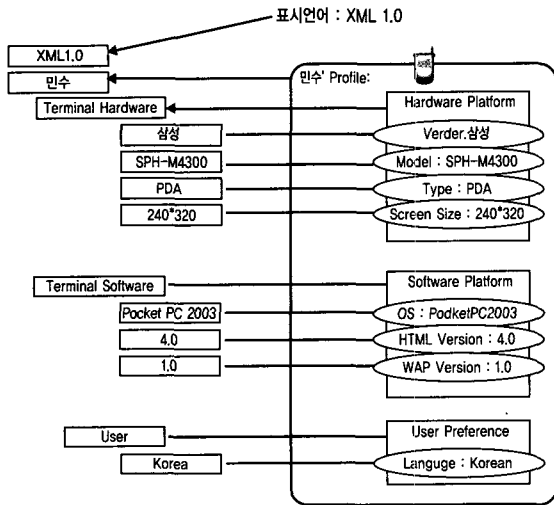 표시언어 : XML 1.0
XML1.0
민수
민수' Profile:
Terminal Hardware
Hardware Platform
삼성
Verder.삼성
SPH-M4300
Model : SPH-M4300
PDA
Type : PDA
240*320
Screen Size : 240*320
Terminal Software
Software Platform
Pocket PC 2003
OS : PodketPC2003
4.0
HTML Version : 4.0
1.0
WAP Version : 1.0
User
User Preference
Korea
Languge : Korean